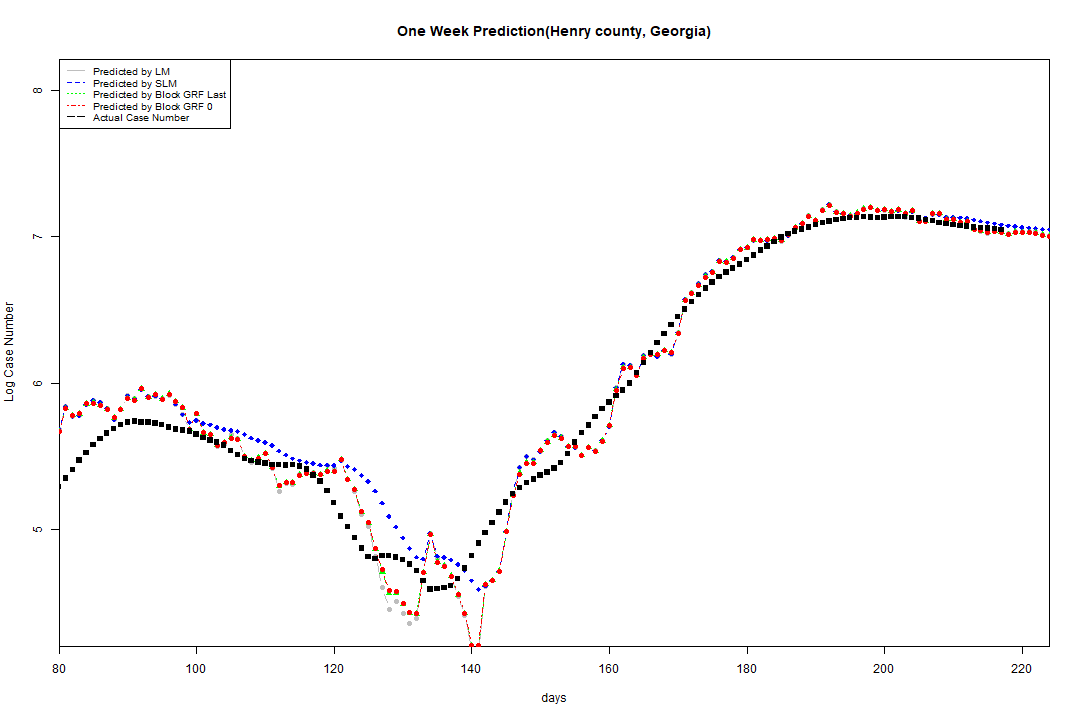 One Week Prediction(Henry county, Georgia)
Predicted by LM
Predicted by SLM
Predicted by Block GRF Last
Predicted by Block GRF 0
Actual Case Number
8
7
6
5
Log Case Number
80 100 120 140 160 180 200 220
days